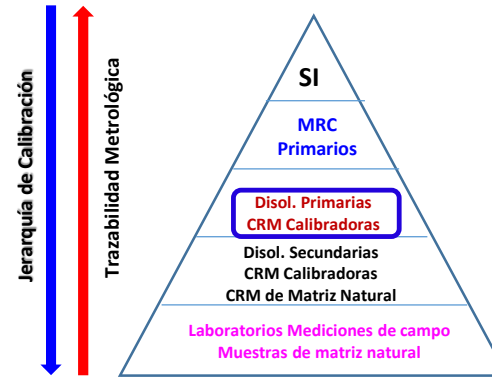 Jerarquía de Calibración
Trazabilidad Metrológica
SI
MRC
Primarios
Disol. Primarias
CRM Calibradoras
Disol. Secundarias
CRM Calibradoras
CRM de Matriz Natural
Laboratorios Mediciones de campo
Muestras de matriz natural